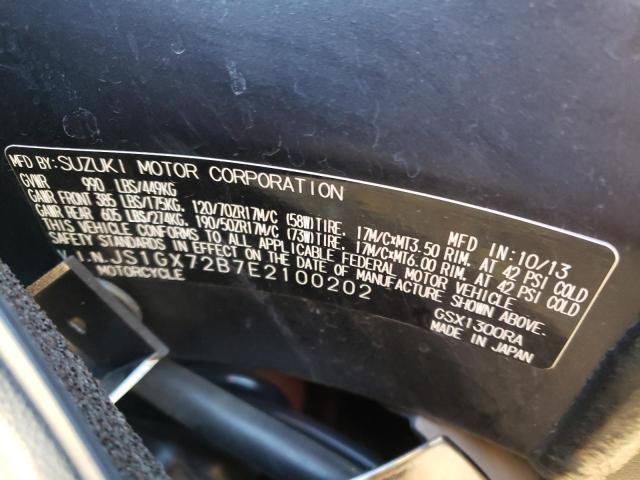 MFD BY: SUZUKI MOTOR CORPORATION MFD IN: 10/13
GVWR 990 LBS/449KG
GAWR FRONT 385 LBS/175KG, 120/70ZR17M/C (58W)TIRE, 17M/C×MT3.50 RIM, AT 42 PSI COLD
GAWR REAR 605 LBS/274KG, 190/50ZR17M/C (73W)TIRE, 17M/C×MT6.00 RIM, AT 42 PSI COLD
THIS VEHICLE CONFORMS TO ALL APPLICABLE FEDERAL MOTOR VEHICLE
SAFETY STANDARDS IN EFFECT ON THE DATE OF MANUFACTURE SHOWN ABOVE.
V.I.N. JS1GX72B7E2100202 GSX1300RA
MOTORCYCLE MADE IN JAPAN